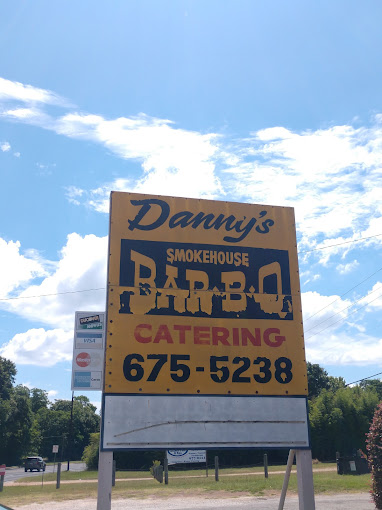 Danny's
SMOKEHOUSE
BAR-B-Q
CATERING
675-5238